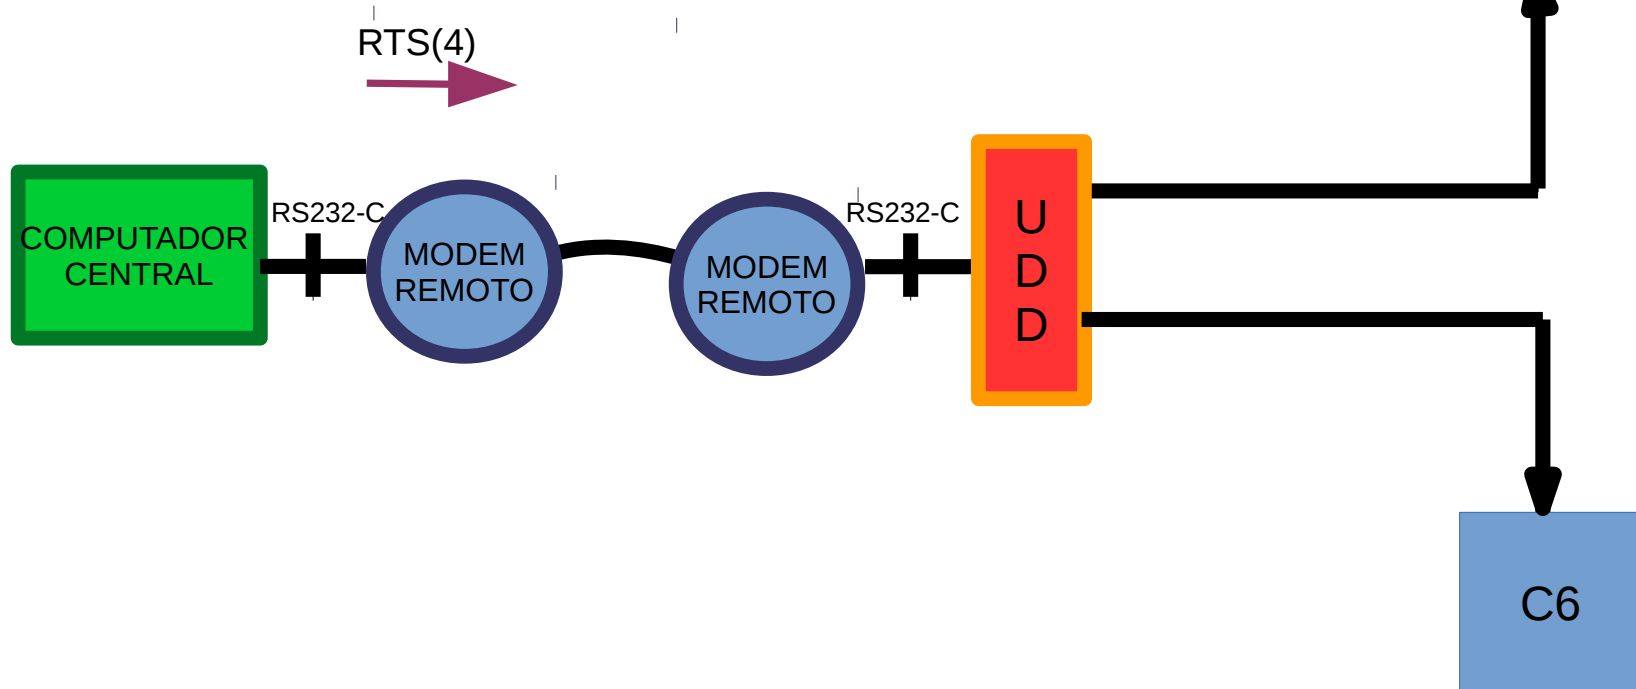 RTS(4)
COMPUTADOR
CENTRAL
RS232-C
MODEM
REMOTO
MODEM
REMOTO
RS232-C
U
D
D
C6